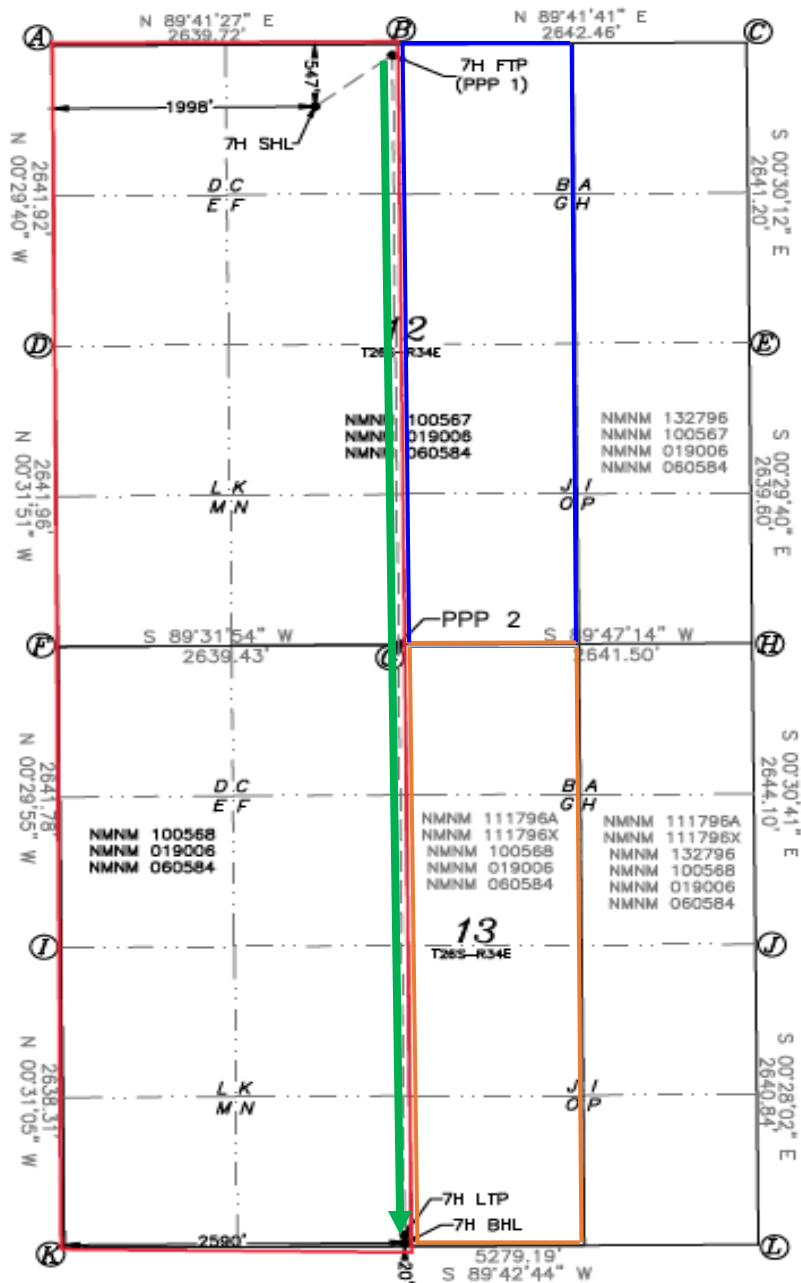 A
N 89°41'27" E
2639.72'
B
N 89°41'41" E
2642.46'
C
547'
7H FTP
(PPP 1)
1998'
7H SHL
N 00°29'40" W
2641.92'
D C
E F
B A
G H
S 00°30'12" E
2641.20'
12
T26S-R34E
D
E
NMNM 100567
NMNM 019006
NMNM 060584
NMNM 132796
NMNM 100567
NMNM 019006
NMNM 060584
N 00°31'51" W
2641.96'
L K
M N
J I
O P
S 00°29'40" E
2639.60'
PPP 2
F
S 89°31'54" W
2639.43'
G
S 89°47'14" W
2641.50'
H
N 00°29'55" W
2641.78'
D C
E F
B A
G H
S 00°30'41" E
2644.10'
NMNM 100568
NMNM 019006
NMNM 060584
NMNM 111796A
NMNM 111796X
NMNM 100568
NMNM 019006
NMNM 060584
NMNM 111796A
NMNM 111796X
NMNM 132796
NMNM 100568
NMNM 019006
NMNM 060584
13
T26S-R34E
I
J
N 00°31'05" W
2638.31'
L K
M N
J I
O P
S 00°28'02" E
2640.84'
7H LTP
7H BHL
K
2590'
20'
5279.19'
S 89°42'44" W
L